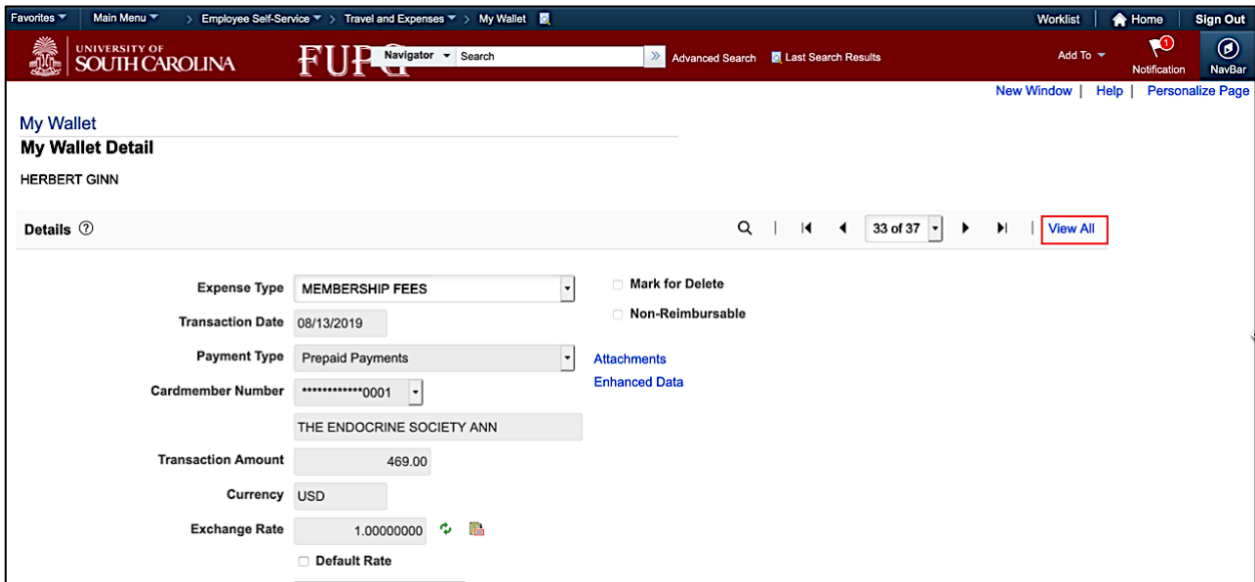 Favorites Main Menu > Employee Self-Service > Travel and Expenses > My Wallet Worklist Home Sign Out
UNIVERSITY OF
SOUTH CAROLINA
Navigator Search » Advanced Search Last Search Results Add To
1
Notification
NavBar
New Window | Help | Personalize Page
My Wallet
My Wallet Detail
HERBERT GINN
Details ? | 33 of 37 | View All
Expense Type MEMBERSHIP FEES Mark for Delete
Transaction Date 08/13/2019 Non-Reimbursable
Payment Type Prepaid Payments Attachments
Enhanced Data
Cardmember Number ************0001
THE ENDOCRINE SOCIETY ANN
Transaction Amount 469.00
Currency USD
Exchange Rate 1.00000000
Default Rate